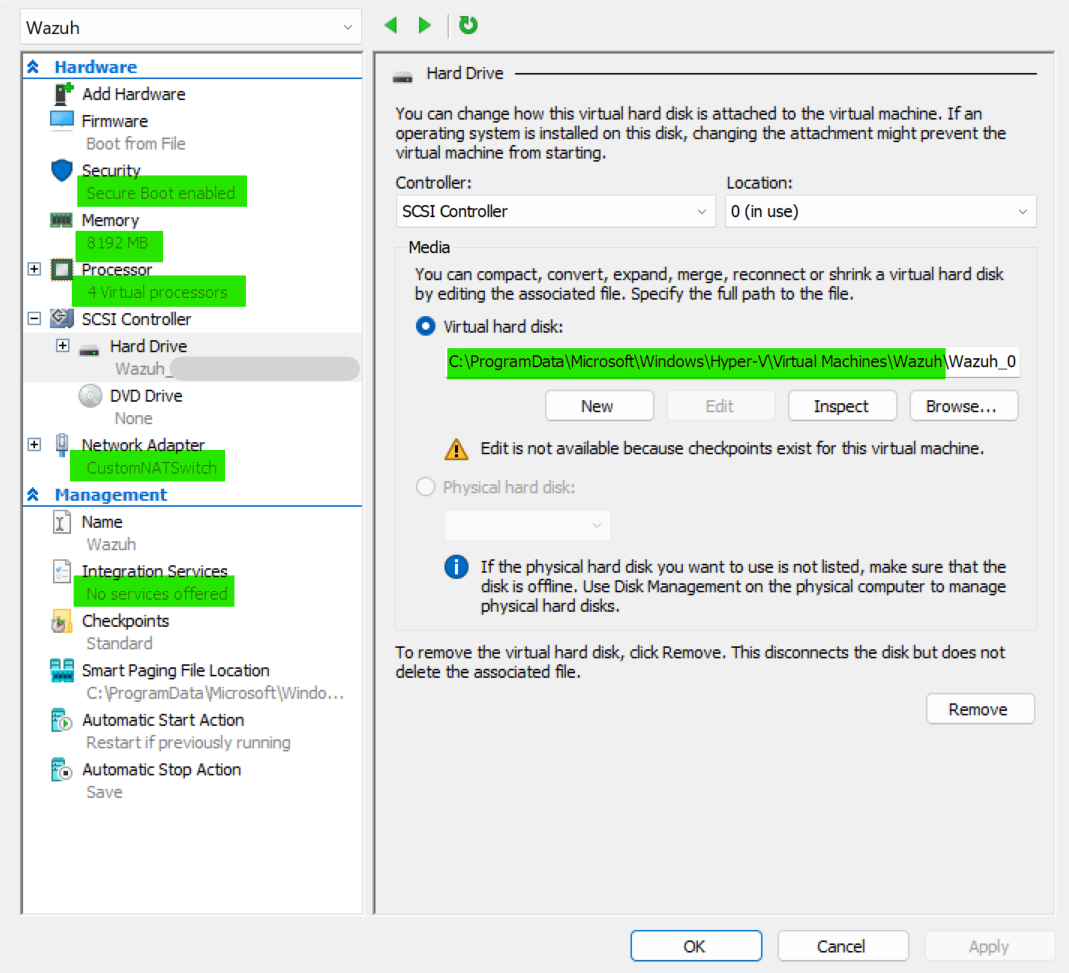 Wazuh
Hardware
Add Hardware
Firmware
Boot from File
Security
Secure Boot enabled
Memory
8192 MB
Processor
4 Virtual processors
SCSI Controller
Hard Drive
Wazuh_
DVD Drive
None
Network Adapter
CustomNATSwitch
Management
Name
Wazuh
Integration Services
No services offered
Checkpoints
Standard
Smart Paging File Location
C:\ProgramData\Microsoft\Windo...
Automatic Start Action
Restart if previously running
Automatic Stop Action
Save
Hard Drive
You can change how this virtual hard disk is attached to the virtual machine. If an
operating system is installed on this disk, changing the attachment might prevent the
virtual machine from starting.
Controller:
Location:
SCSI Controller
0 (in use)
Media
You can compact, convert, expand, merge, reconnect or shrink a virtual hard disk
by editing the associated file. Specify the full path to the file.
Virtual hard disk:
C:\ProgramData\Microsoft\Windows\Hyper-V\Virtual Machines\Wazuh\Wazuh_0
New
Edit
Inspect
Browse...
Edit is not available because checkpoints exist for this virtual machine.
Physical hard disk:
If the physical hard disk you want to use is not listed, make sure that the
disk is offline. Use Disk Management on the physical computer to manage
physical hard disks.
To remove the virtual hard disk, click Remove. This disconnects the disk but does not
delete the associated file.
Remove
OK
Cancel
Apply